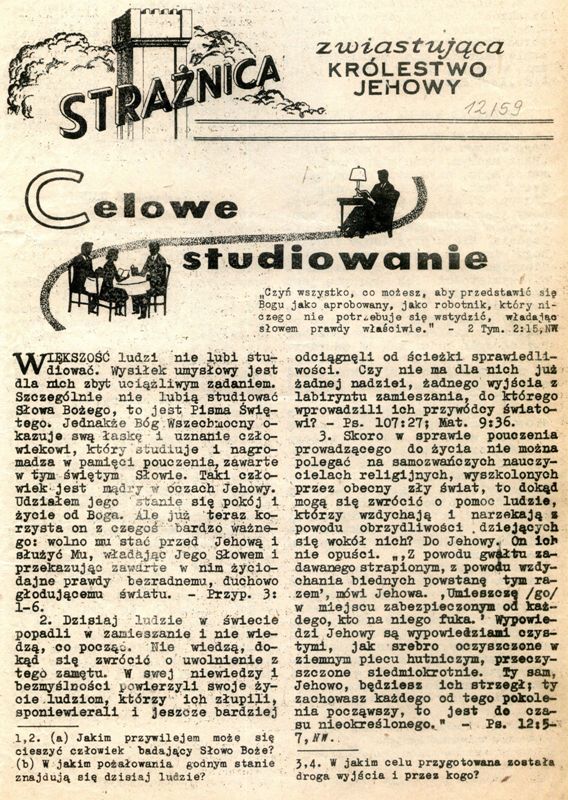 STRAŻNICA
zwiastująca
KRÓLESTWO
JEHOWY
12/59
Celowe
studiowanie
„Czyń wszystko, co możesz, aby przedstawić się
Bogu jako aprobowany, jako robotnik, który ni-
czego nie potrzebuje się wstydzić, władając
słowem prawdy właściwie." - 2 Tym. 2:15,NW
WIĘKSZOŚĆ ludzi nie lubi stu-
diować. Wysiłek umysłowy jest
dla nich zbyt uciążliwym zadaniem.
Szczególnie nie lubią studiować
Słowa Bożego, to jest Pisma Świę-
tego. Jednakże Bóg Wszechmocny o-
kazuje swą łaskę i uznanie czło-
wiekowi, który studiuje i nagro-
madza w pamięci pouczenia, zawarte
w tym świętym Słowie. Taki czło-
wiek jest mądry w oczach Jehowy.
Udziałem jego stanie się pokój i
życie od Boga. Ale już teraz ko-
rzysta on z czegoś bardzo ważne-
go: wolno mu stać przed Jehową i
służyć Mu, władając Jego Słowem i
przekazując zawarte w nim życio-
dajne prawdy bezradnemu, duchowo
głodującemu światu. - Przyp. 3:
1-6.
2. Dzisiaj ludzie w świecie
popadli w zamieszanie i nie wie-
dzą, co począć. Nie wiedzą, do-
kąd się zwrócić o uwolnienie z
tego zamętu. W swej niewiedzy i
bezmyślności powierzyli swoje ży-
cie ludziom, którzy ich złupili,
sponiewierali i jeszcze bardziej
1,2. (a) Jakim przywilejem może się
cieszyć człowiek badający Słowo Boże?
(b) W jakim pożałowania godnym stanie
znajdują się dzisiaj ludzie?
odciągnęli od ścieżki sprawiedli-
wości. Czy nie ma dla nich już
żadnej nadziei, żadnego wyjścia z
labiryntu zamieszania, do którego
wprowadzili ich przywódcy świato-
wi? - Ps. 107:27; Mat. 9:36.
3. Skoro w sprawie pouczenia
prowadzącego do życia nie można
polegać na samozwańczych nauczy-
cielach religijnych, wyszkolonych
przez obecny zły świat, to dokąd
mogą się zwrócić o pomoc ludzie,
którzy wzdychają i narzekają z
powodu obrzydliwości dziejących
się wokół nich? Do Jehowy. On ich
nie opuści. „‚Z powodu gwałtu za-
dawanego strapionym, z powodu wzdy-
chania biednych powstanę tym ra-
zem', mówi Jehowa. ‚Umieszczę /go/
w miejscu zabezpieczonym od każ-
dego, kto na niego fuka.' Wypowie-
dzi Jehowy są wypowiedziami czys-
tymi, jak srebro oczyszczone w
ziemnym piecu hutniczym, przeczy-
szczone siedmiokrotnie. Ty sam,
Jehowo, będziesz ich strzegł; ty
zachowasz każdego od tego pokole-
nia począwszy, to jest do cza-
su nieokreślonego." - Ps. 12:5-
7,NW.
3,4. W jakim celu przygotowana została
droga wyjścia i przez kogo?